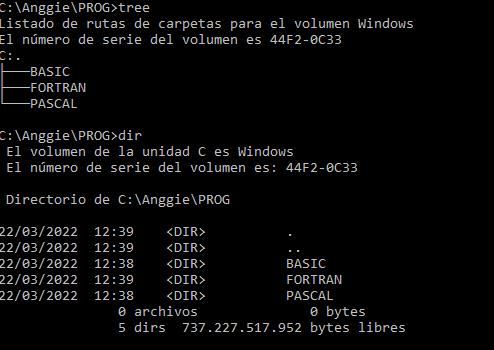 C:\Anggie\PROG>tree
Listado de rutas de carpetas para el volumen Windows
El número de serie del volumen es 44F2-0C33
C:.
├───BASIC
├───FORTRAN
└───PASCAL
C:\Anggie\PROG>dir
 El volumen de la unidad C es Windows
 El número de serie del volumen es: 44F2-0C33
 Directorio de C:\Anggie\PROG
22/03/2022  12:39    <DIR>          .
22/03/2022  12:39    <DIR>          ..
22/03/2022  12:38    <DIR>          BASIC
22/03/2022  12:39    <DIR>          FORTRAN
22/03/2022  12:38    <DIR>          PASCAL
               0 archivos              0 bytes
               5 dirs  737.227.517.952 bytes libres